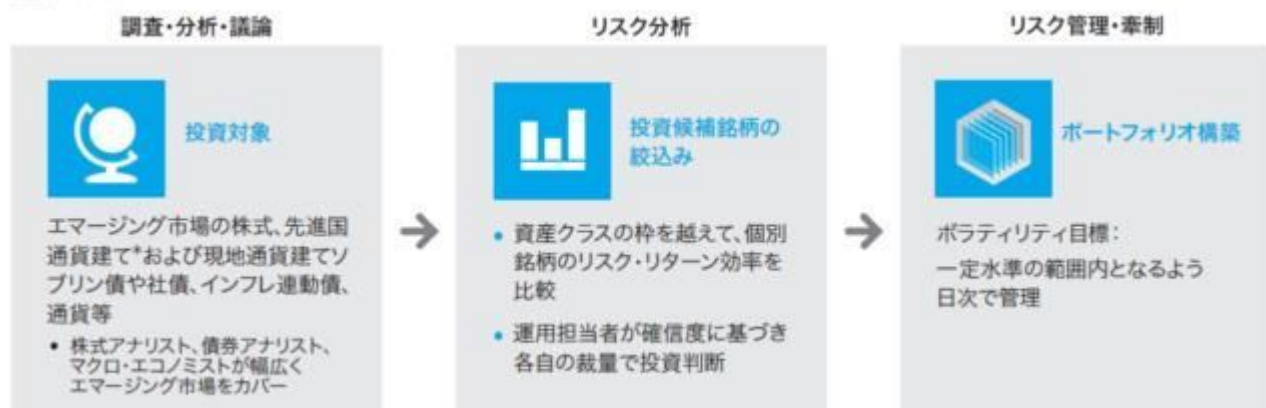 調査・分析・議論
投資対象
エマージング市場の株式、先進国
通貨建て*および現地通貨建てソ
ブリン債や社債、インフレ連動債、
通貨等
• 株式アナリスト、債券アナリスト、
マクロ・エコノミストが幅広く
エマージング市場をカバー
リスク分析
投資候補銘柄の
絞込み
• 資産クラスの枠を越えて、個別
銘柄のリスク・リターン効率を
比較
• 運用担当者が確信度に基づき
各自の裁量で投資判断
リスク管理・牽制
ポートフォリオ構築
ボラティリティ目標：
一定水準の範囲内となるよう
日次で管理